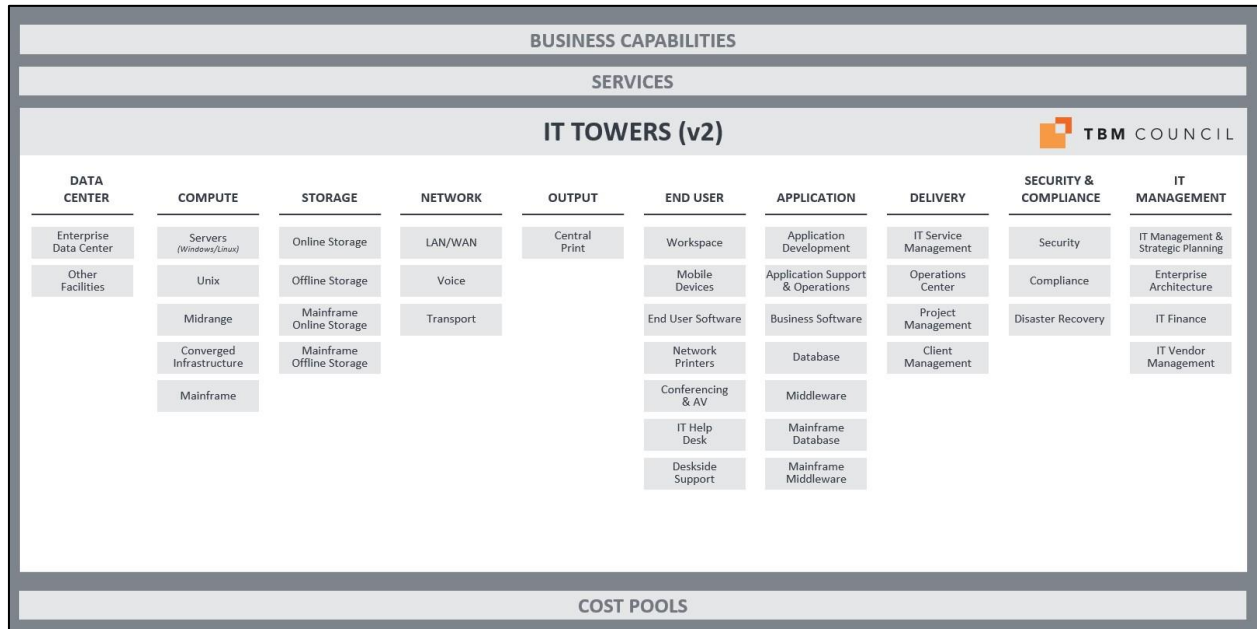 BUSINESS CAPABILITIES
SERVICES
IT TOWERS (v2)
TBM COUNCIL
DATA
CENTER
Enterprise
Data Center
Other
Facilities
COMPUTE
Servers
(Windows/Linux)
Unix
Midrange
Converged
Infrastructure
Mainframe
STORAGE
Online Storage
Offline Storage
Mainframe
Online Storage
Mainframe
Offline Storage
NETWORK
LAN/WAN
Voice
Transport
OUTPUT
Central
Print
END USER
Workspace
Mobile
Devices
End User Software
Network
Printers
Conferencing
& AV
IT Help
Desk
Deskside
Support
APPLICATION
Application
Development
Application Support
& Operations
Business Software
Database
Middleware
Mainframe
Database
Mainframe
Middleware
DELIVERY
IT Service
Management
Operations
Center
Project
Management
Client
Management
SECURITY &
COMPLIANCE
Security
Compliance
Disaster Recovery
IT
MANAGEMENT
IT Management &
Strategic Planning
Enterprise
Architecture
IT Finance
IT Vendor
Management
COST POOLS